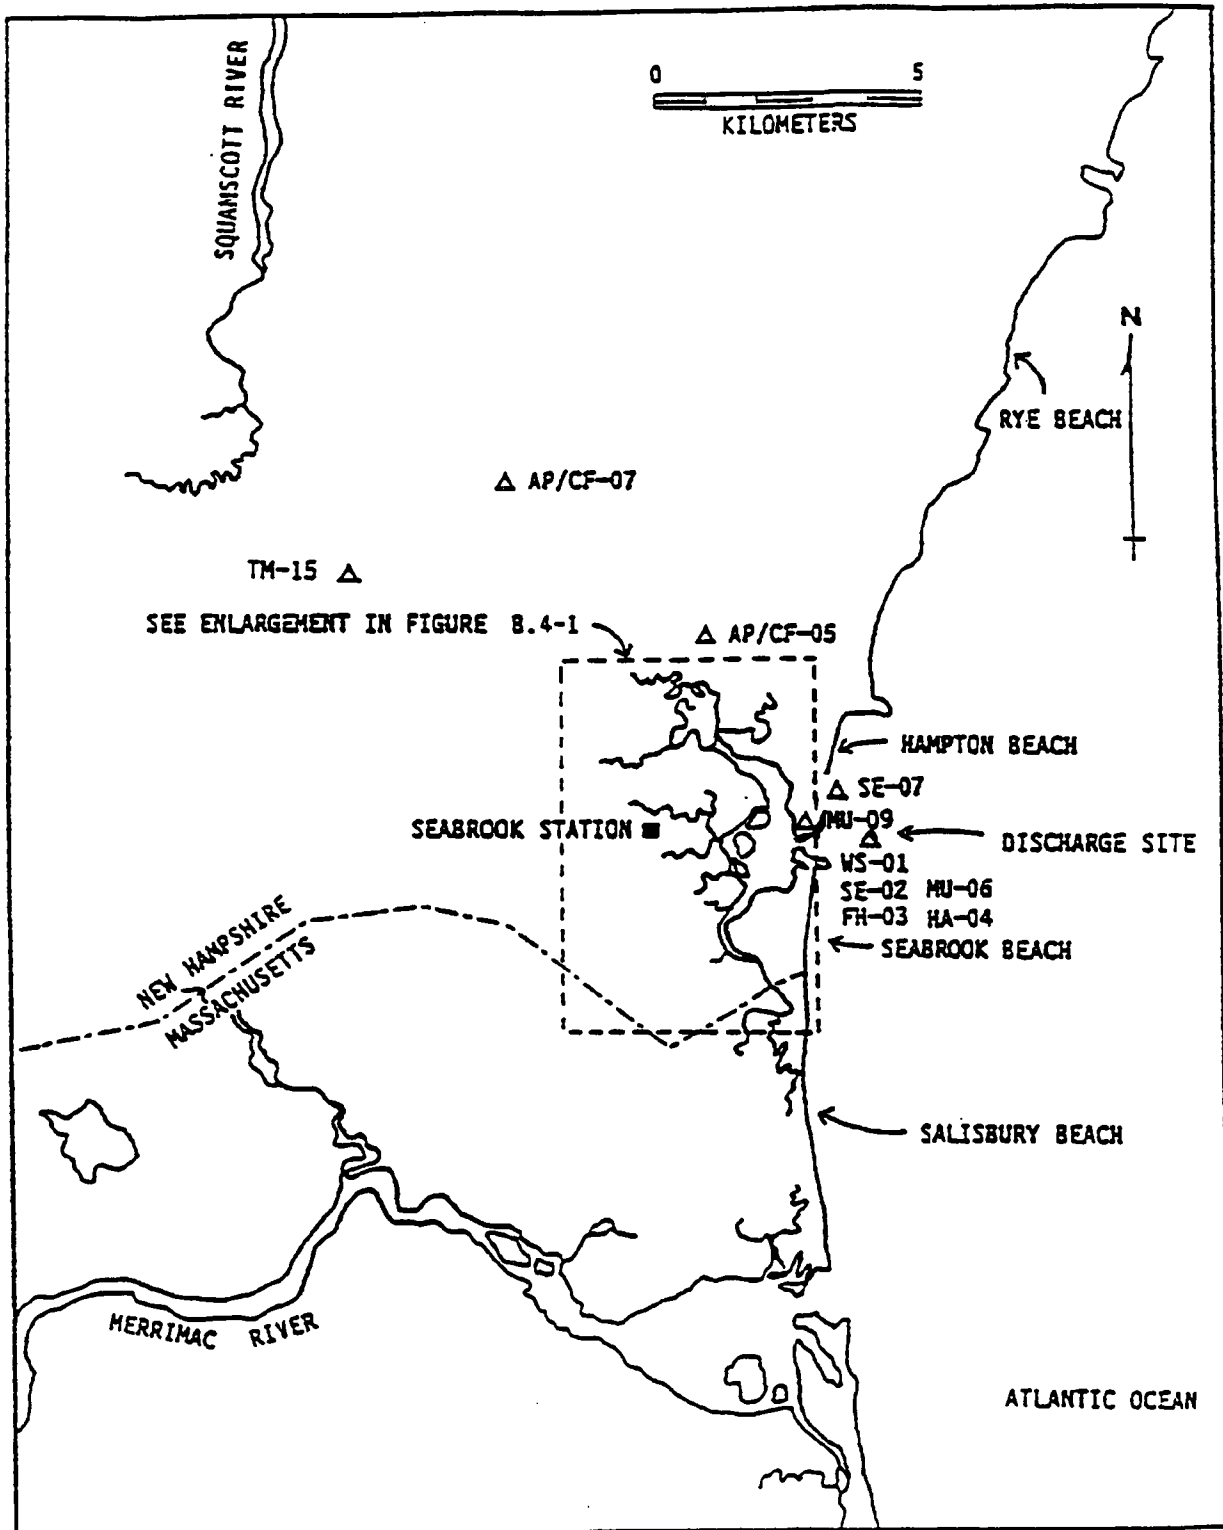 0 5
KILOMETERS
SQUAMSCOTT RIVER
N
RYE BEACH
AP/CF-07
TM-15
SEE ENLARGEMENT IN FIGURE B.4-1
AP/CF-05
HAMPTON BEACH
SE-07
SEABROOK STATION
MU-09
DISCHARGE SITE
WS-01
SE-02 MU-06
FH-03 HA-04
SEABROOK BEACH
NEW HAMPSHIRE
MASSACHUSETTS
SALISBURY BEACH
MERRIMAC RIVER
ATLANTIC OCEAN